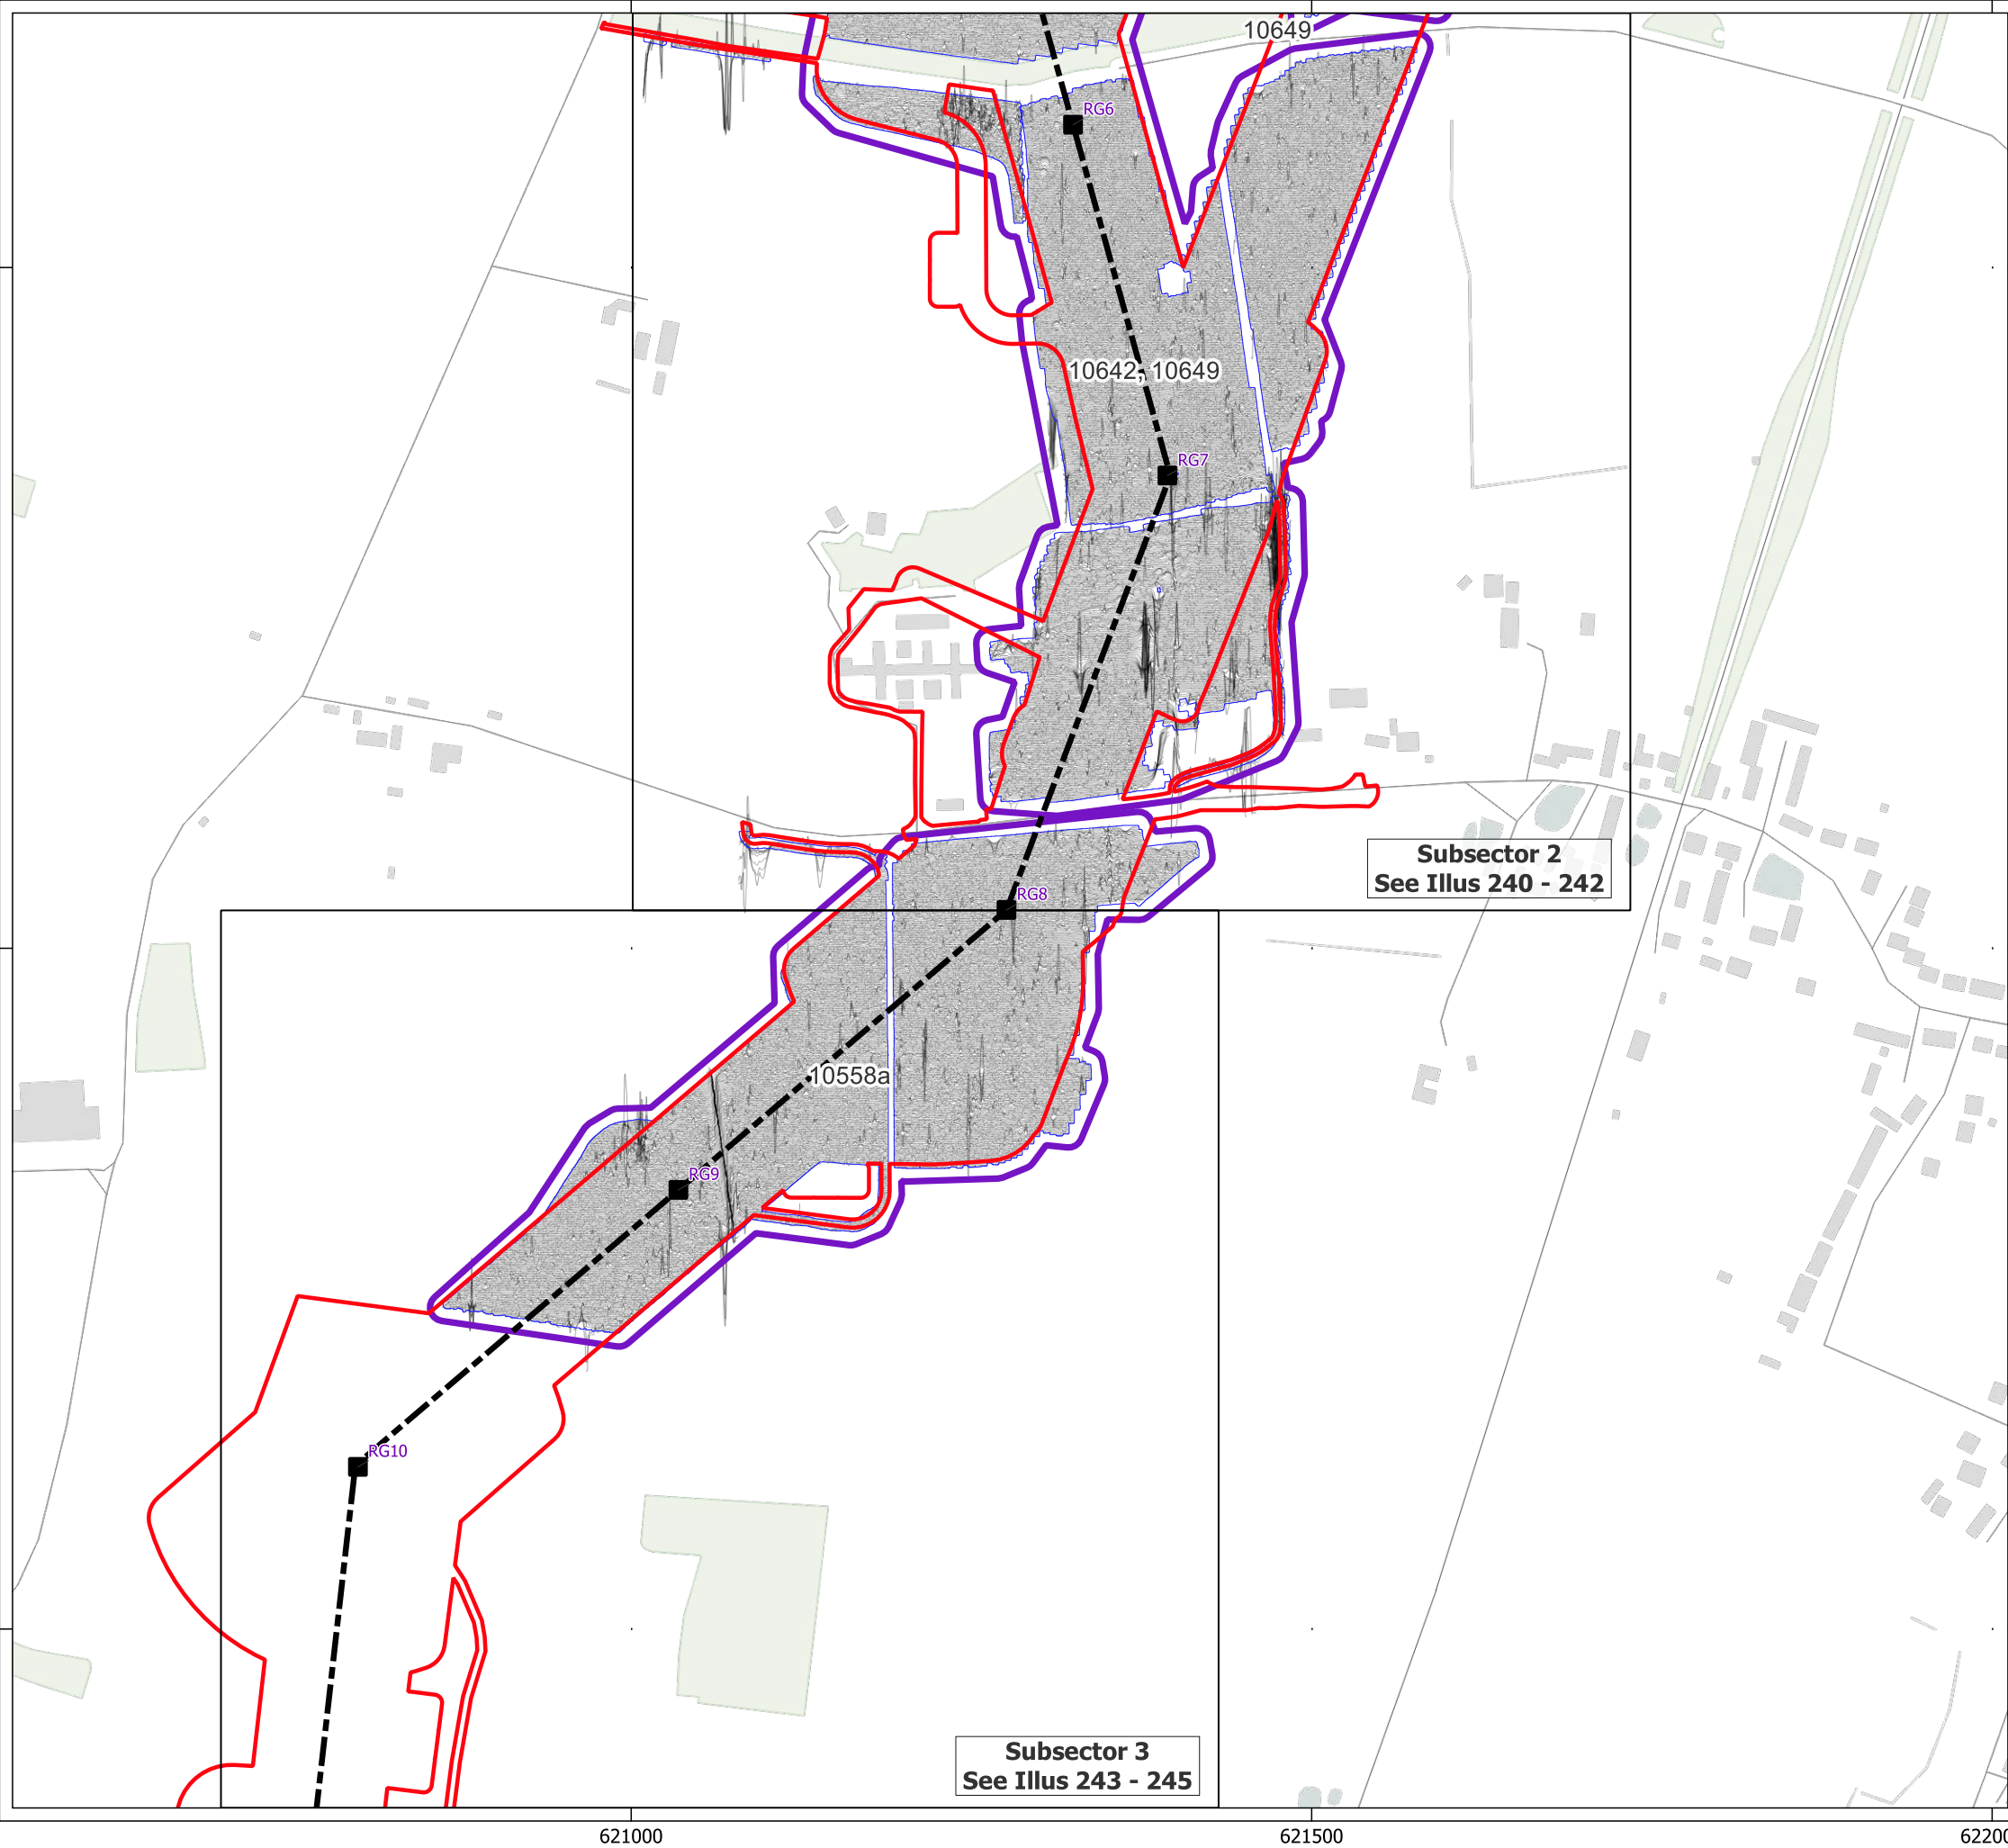 10649
RG6
10642, 10649
RG7
Subsector 2
See Illus 240 - 242
RG8
10558a
RG9
RG10
Subsector 3
See Illus 243 - 245
621000
621500